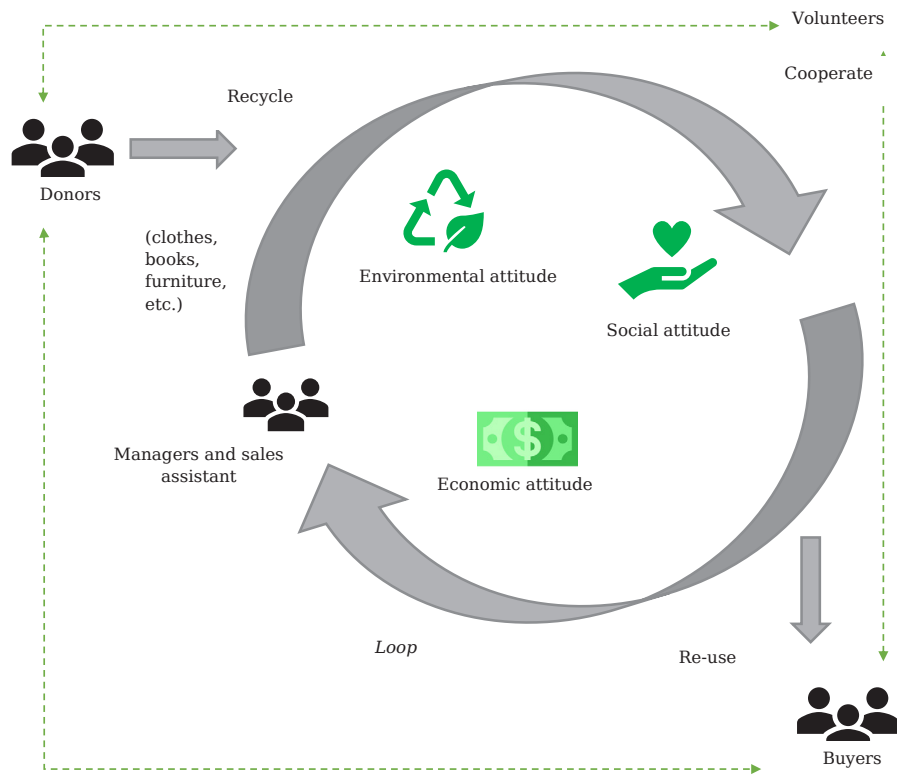 Volunteers
Cooperate
Recycle
Donors
(clothes,
books,
furniture,
etc.)
Environmental attitude
Social attitude
Managers and sales
assistant
$
Economic attitude
Loop
Re-use
Buyers